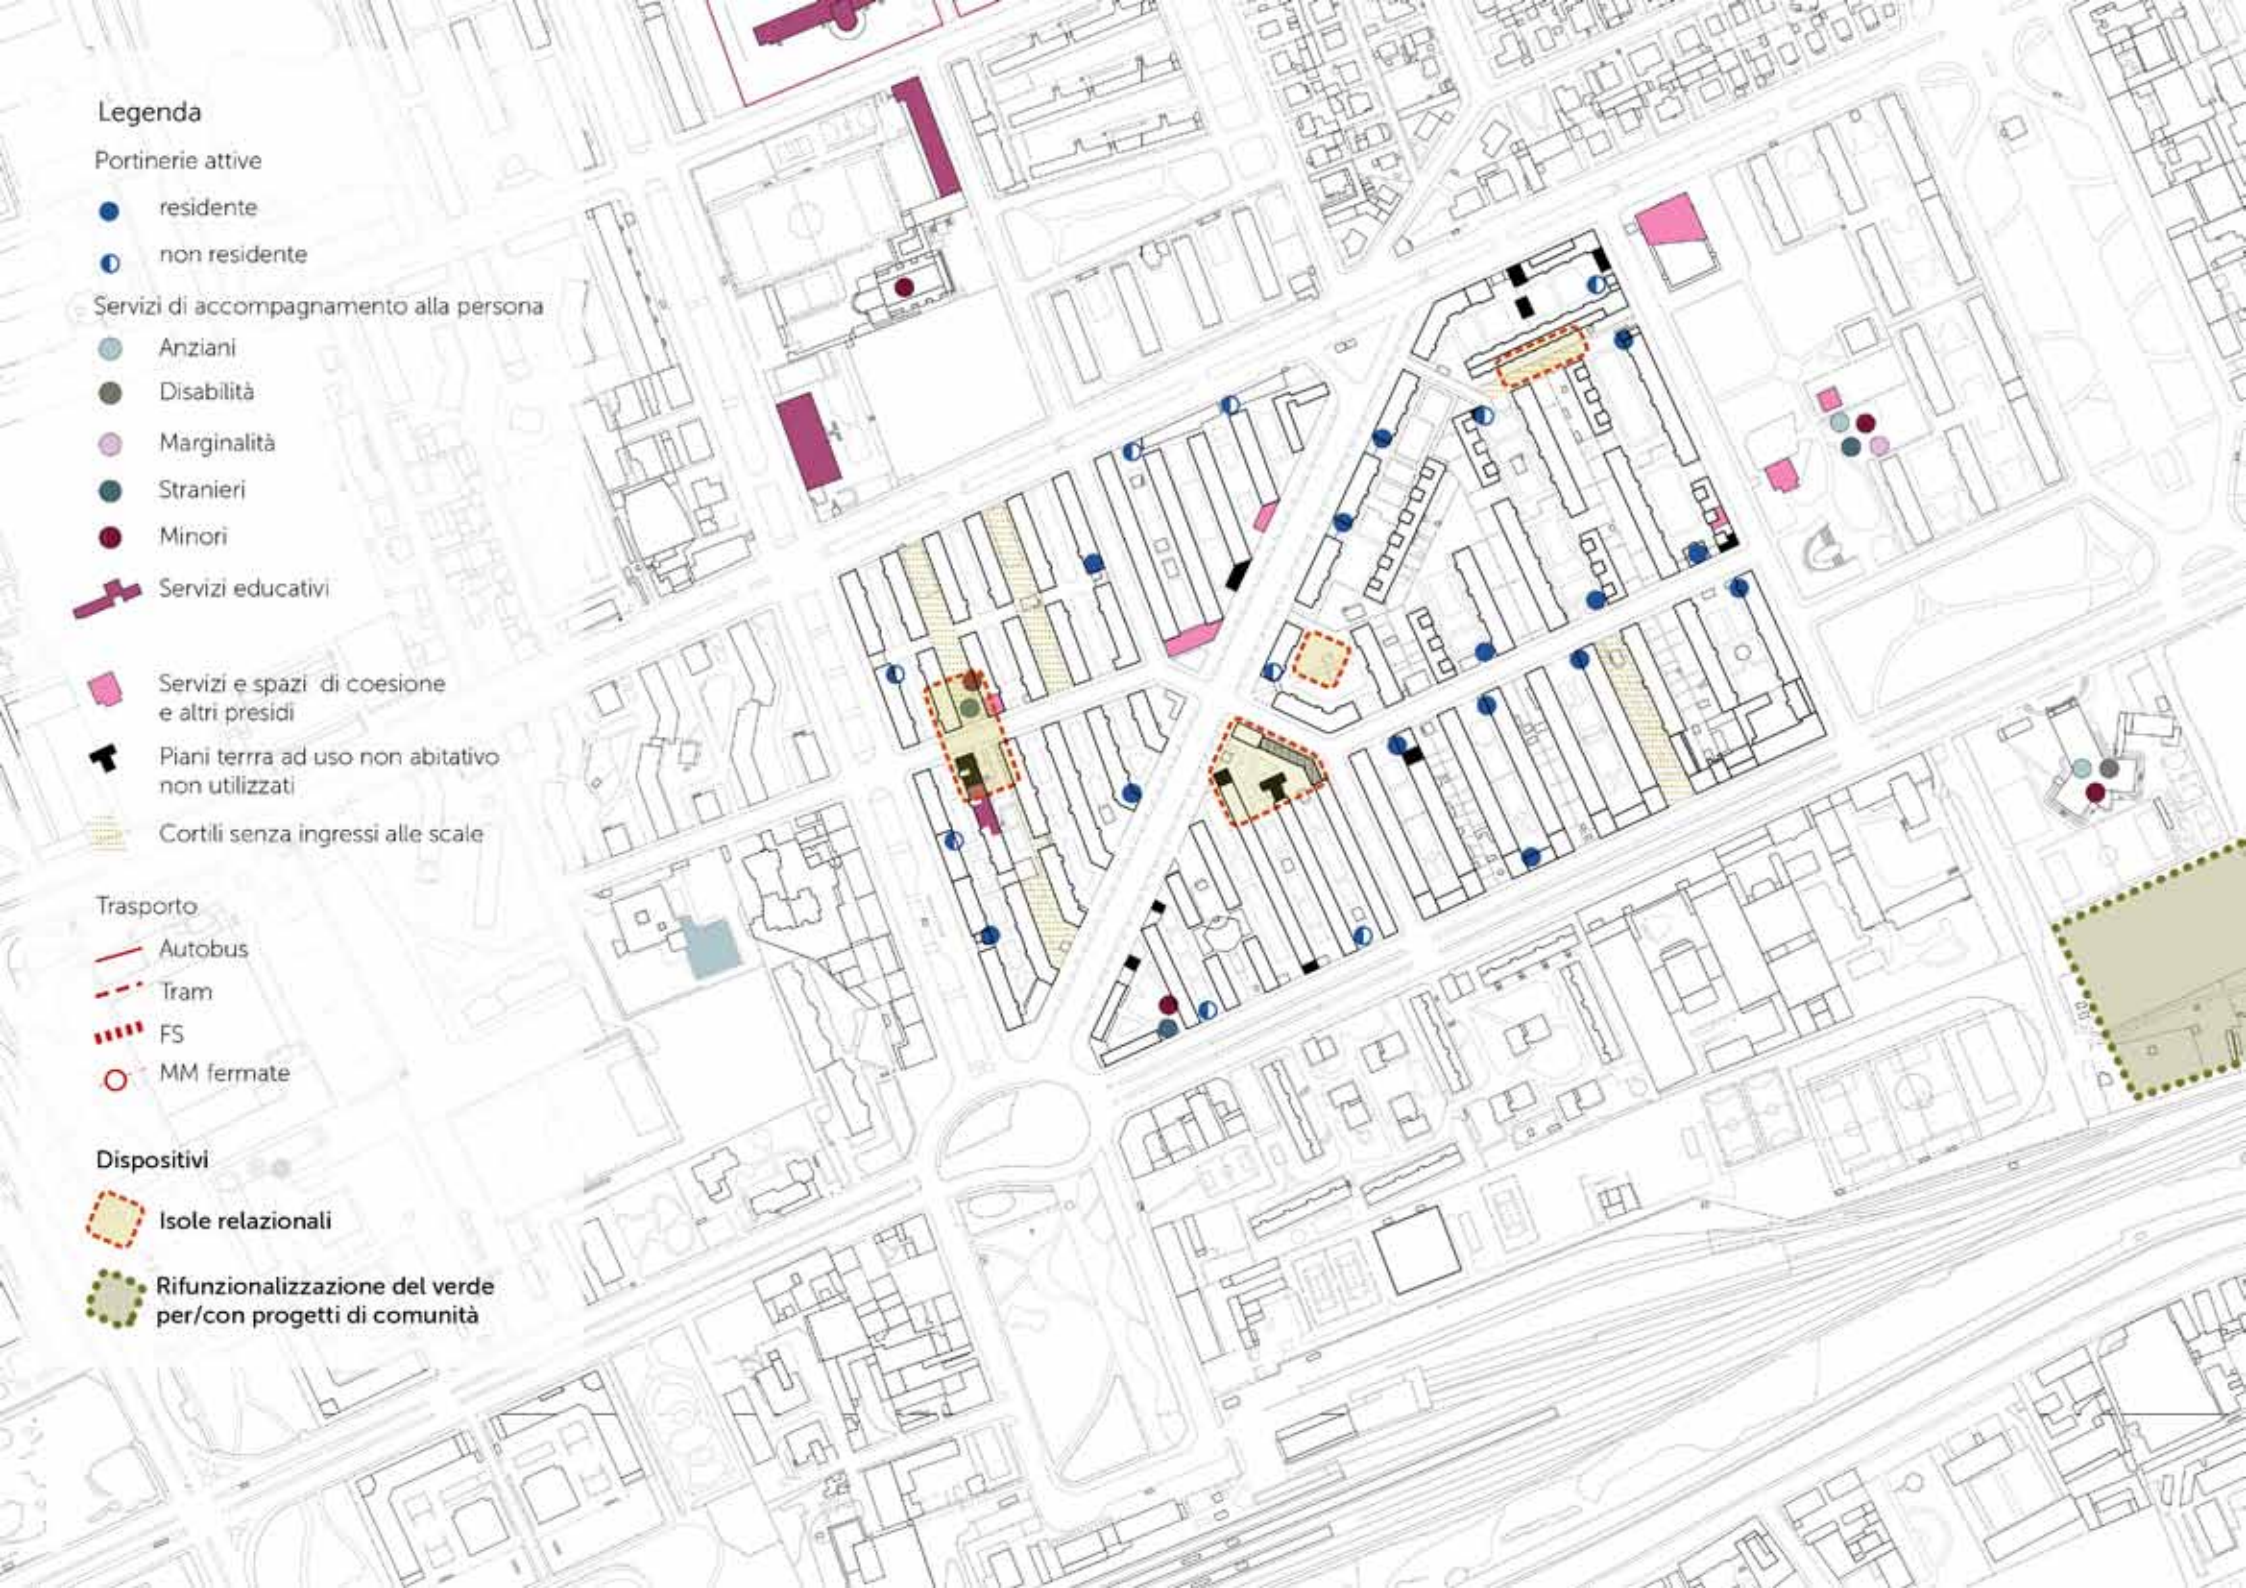 Legenda
Portinerie attive
residente
non residente
Servizi di accompagnamento alla persona
Anziani
Disabilità
Marginalità
Stranieri
Minori
Servizi educativi
Servizi e spazi di coesione
e altri presidi
Piani terrra ad uso non abitativo
non utilizzati
Cortili senza ingressi alle scale
Trasporto
Autobus
Tram
FS
MM fermate
Dispositivi
Isole relazionali
Rifunzionalizzazione del verde
per/con progetti di comunità